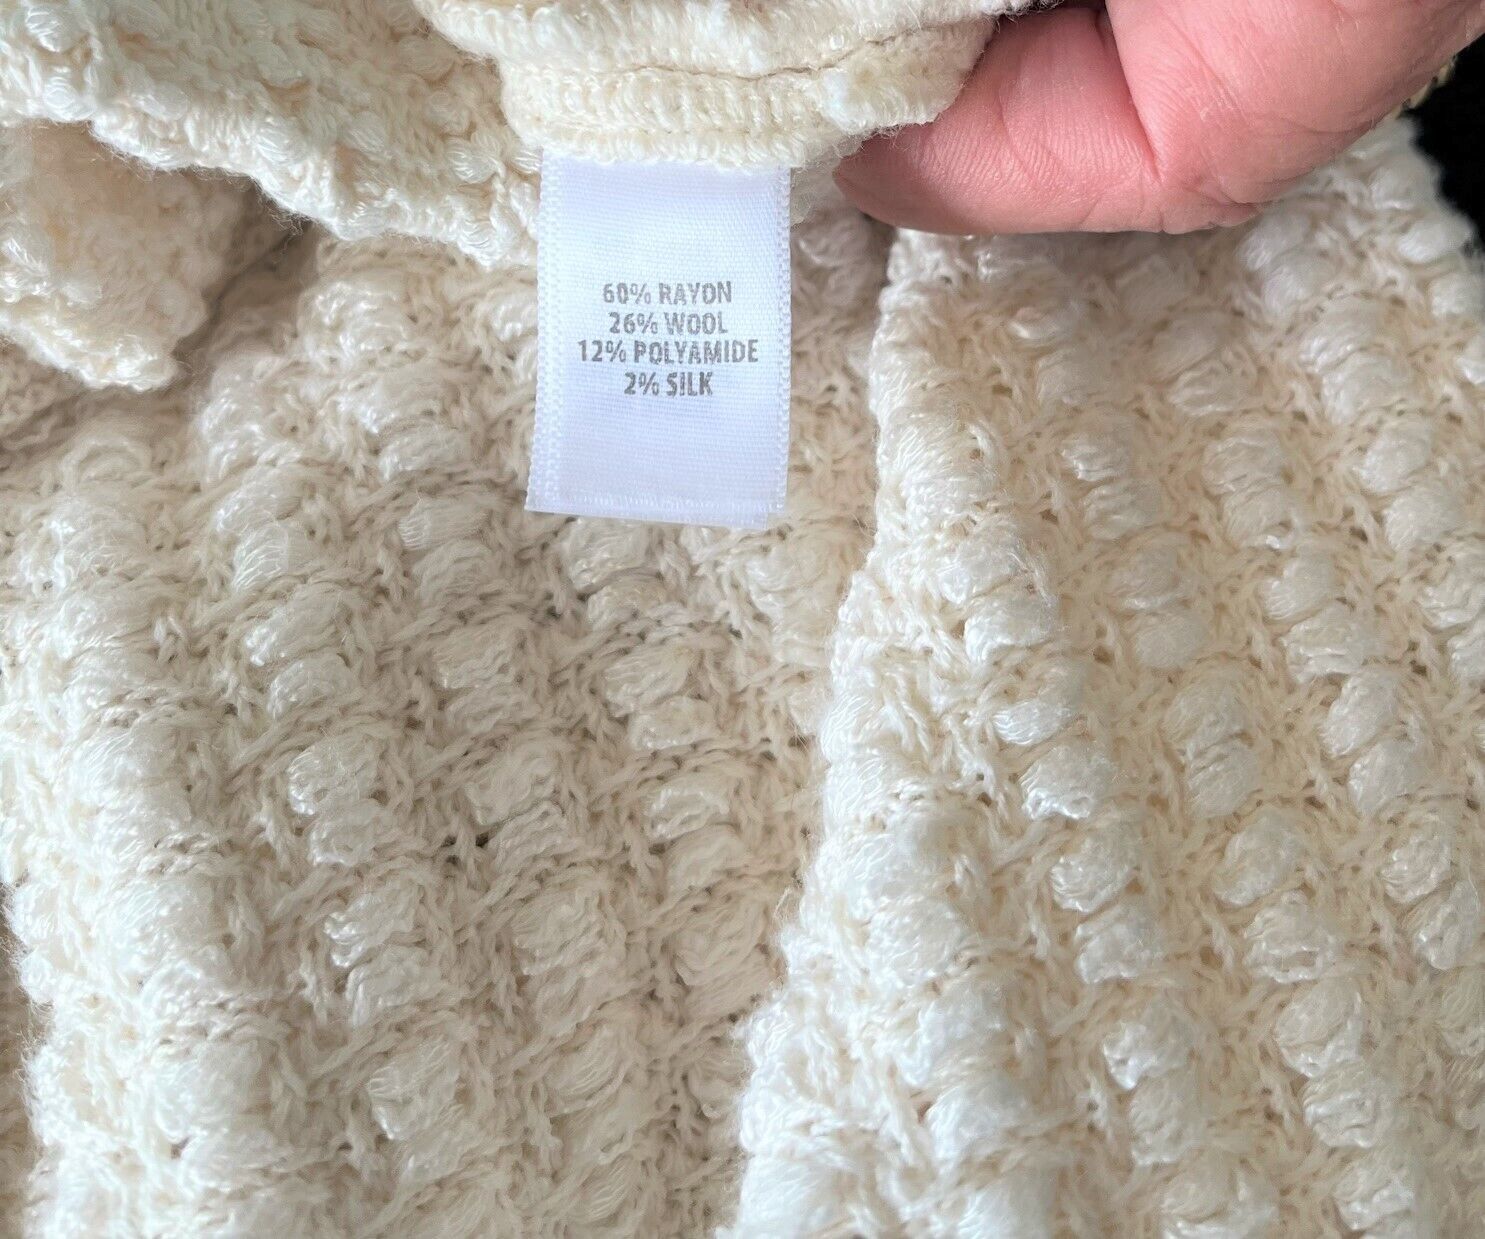 60% RAYON
26% WOOL
12% POLYAMIDE
2% SILK